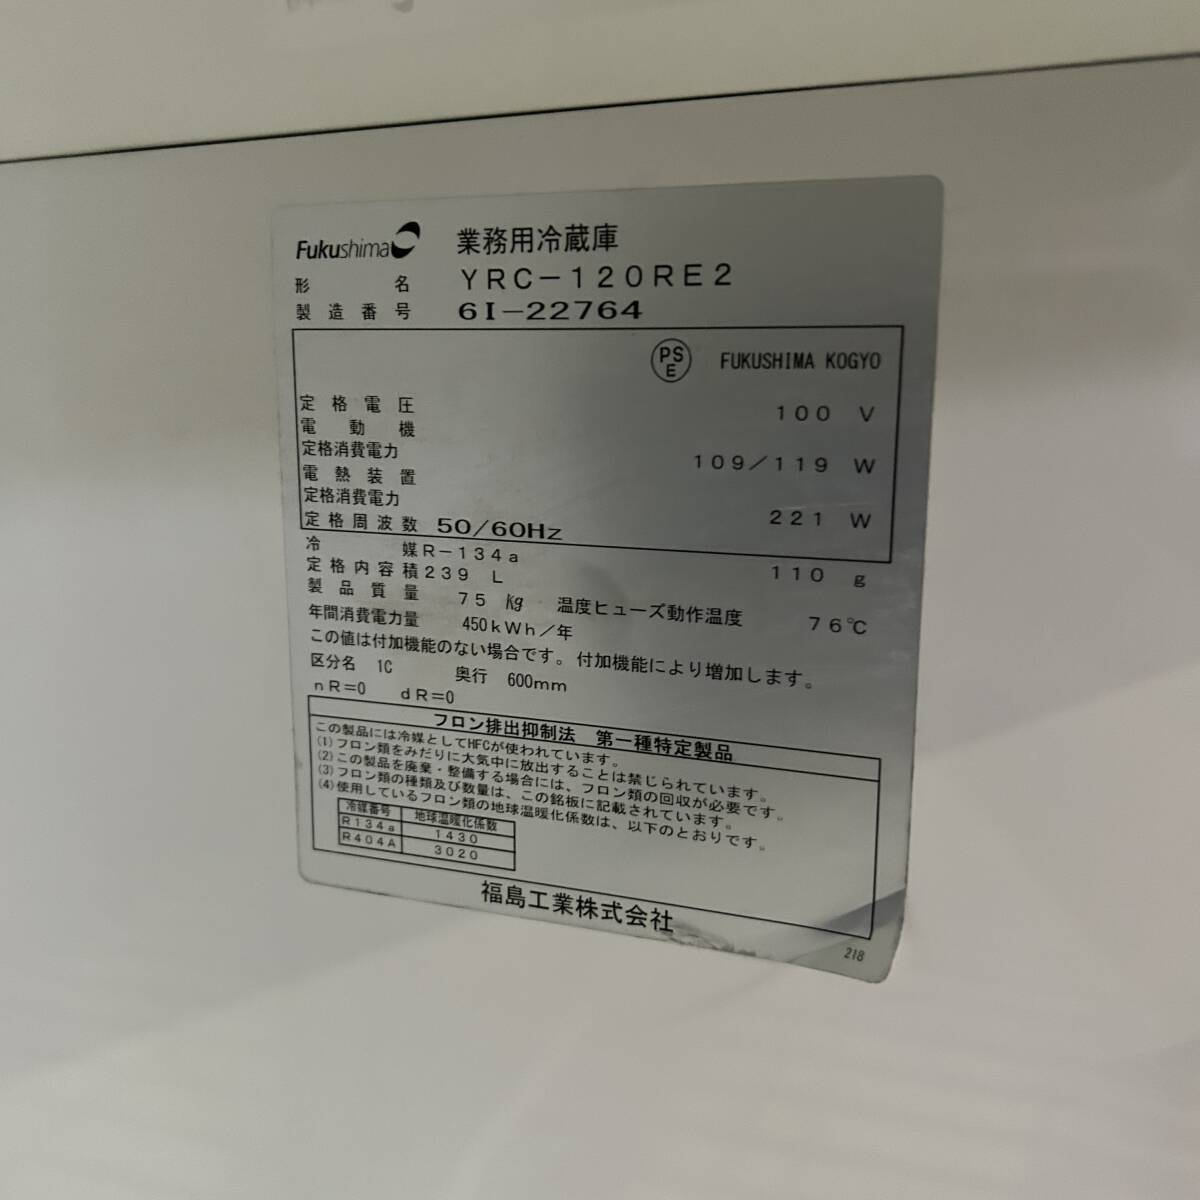 Fukushima 業務用冷蔵庫
形名 YRC-120RE2
製造番号 6I-22764
PSE FUKUSHIMA KOGYO
定格電圧 100 V
電動機
定格消費電力 109/119 W
電熱装置
定格消費電力 221 W
定格周波数 50/60Hz
冷媒 R-134a 110 g
定格内容積 239 L
製品質量 75 kg 温度ヒューズ動作温度 76℃
年間消費電力量 450kWh/年
この値は付加機能のない場合です。付加機能により増加します。
区分名 1C 奥行 600mm
nR=0 dR=0
フロン排出抑制法 第一種特定製品
この製品には冷媒としてHFCが使われています。
(1)フロン類をみだりに大気中に放出することは禁じられています。
(2)この製品を廃棄・整備する場合には、フロン類の回収が必要です。
(3)フロン類の種類及び数量は、この銘板に記載されています。
(4)使用しているフロン類の地球温暖化係数は、以下のとおりです。
冷媒番号 地球温暖化係数
R134a 1430
R404A 3020
福島工業株式会社
218